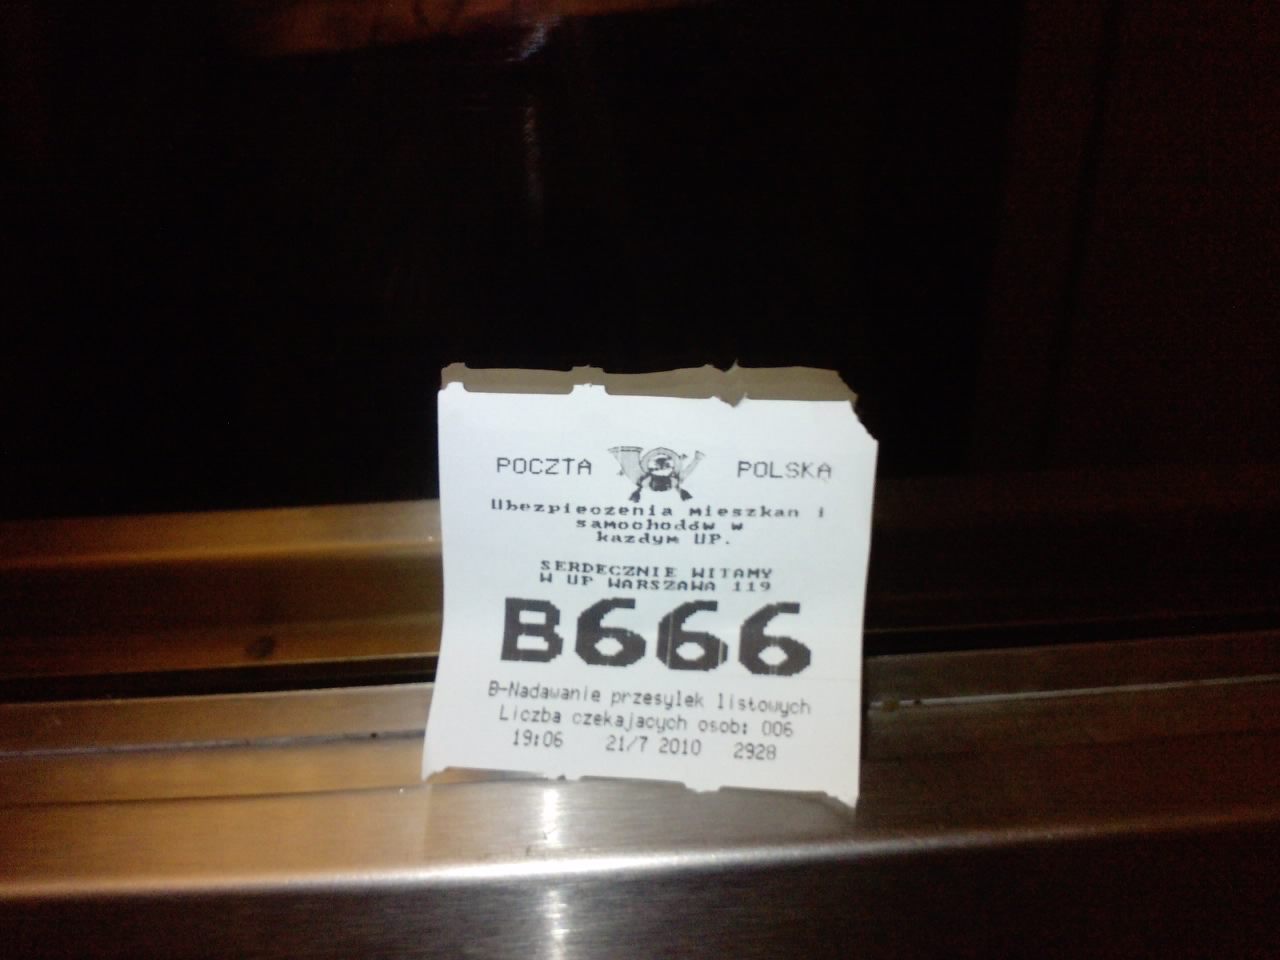 POCZTA POLSKA
Ubezpieczenia mieszkan i
samochodów w
kazdym UP.
SERDECZNIE WITAMY
W UP WARSZAWA 119
B666
B-Nadawanie przesylek listowych
Liczba czekajacych osob: 006
19:06 21/7 2010 2928